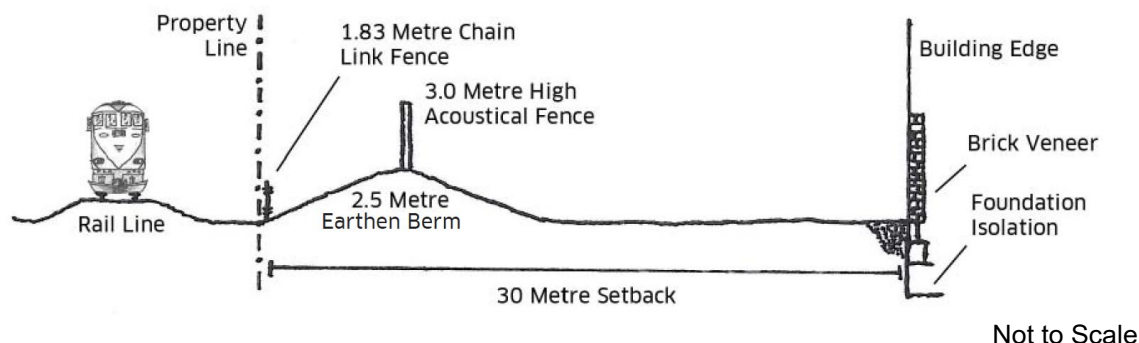 Property
Line
1.83 Metre Chain
Link Fence
Building Edge
3.0 Metre High
Acoustical Fence
Brick Veneer
2.5 Metre
Earthen Berm
Foundation
Isolation
Rail Line
30 Metre Setback
Not to Scale